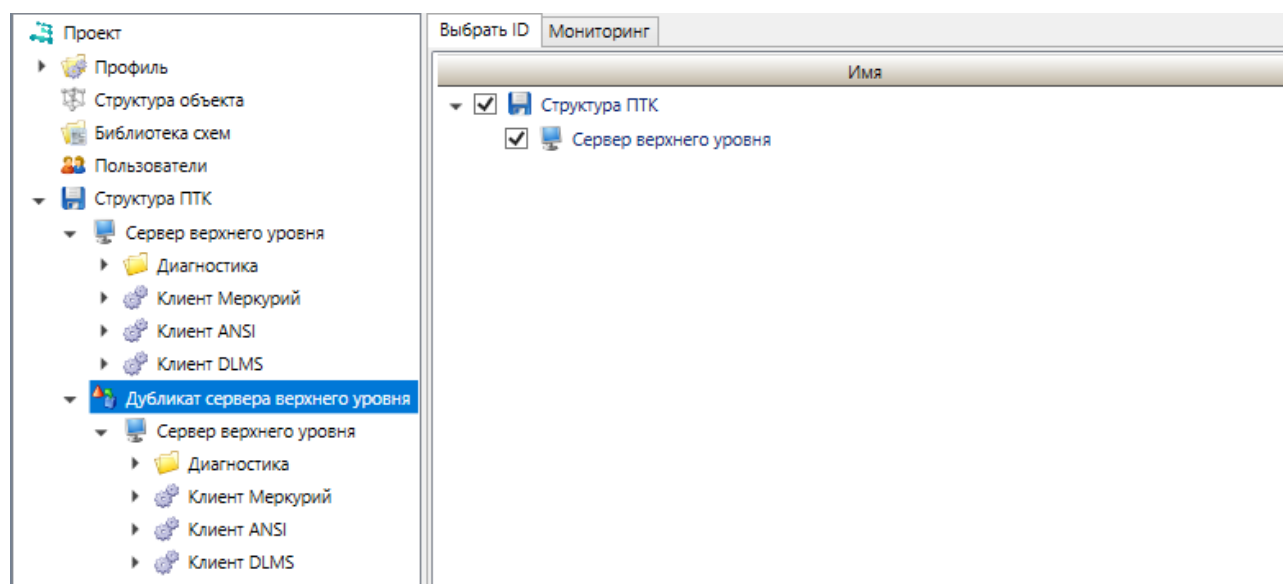 Проект
Профиль
Структура объекта
Библиотека схем
Пользователи
Структура ПТК
Сервер верхнего уровня
Диагностика
Клиент Меркурий
Клиент ANSI
Клиент DLMS
Дубликат сервера верхнего уровня
Сервер верхнего уровня
Диагностика
Клиент Меркурий
Клиент ANSI
Клиент DLMS
Выбрать ID Мониторинг
Имя
Структура ПТК
Сервер верхнего уровня